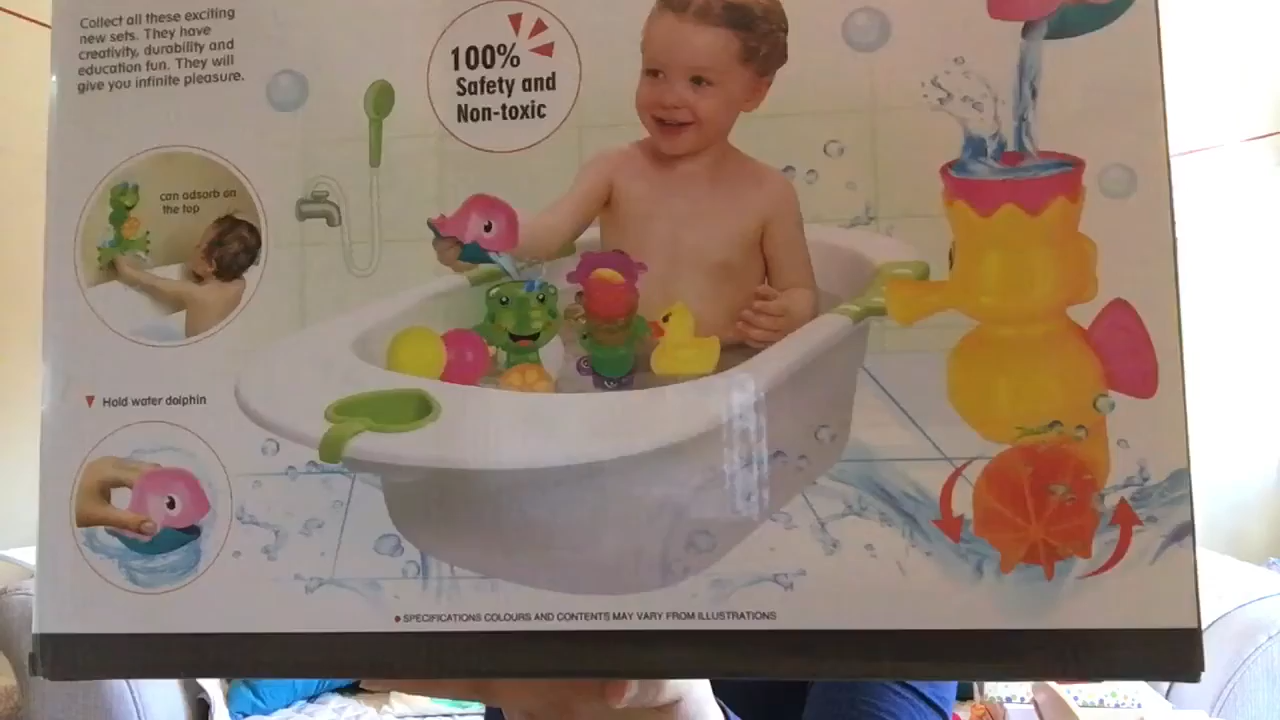 Collect all these exciting
new sets. They have
creativity, durability and
education fun. They will
give you infinite pleasure.
100%
Safety and
Non-toxic
can adsorb on
the top
Hold water dolphin
SPECIFICATIONS COLOURS AND CONTENTS MAY VARY FROM ILLUSTRATIONS